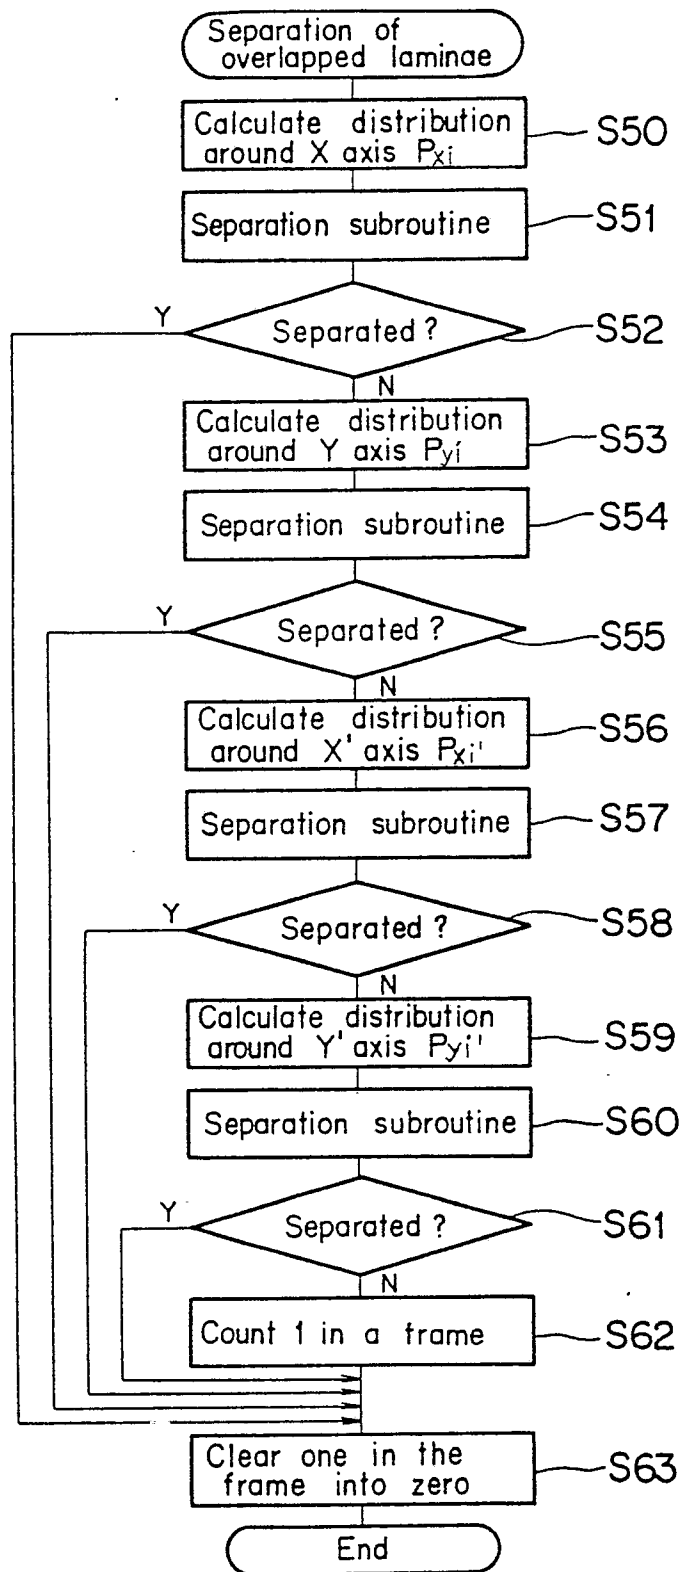 Separation of
overlapped laminae
Calculate distribution
around X axis Pxi
S50
Separation subroutine
S51
Separated ?
S52
Y
N
Calculate distribution
around Y axis Pyi
S53
Separation subroutine
S54
Separated ?
S55
Y
N
Calculate distribution
around X' axis Pxi'
S56
Separation subroutine
S57
Separated ?
S58
Y
N
Calculate distribution
around Y' axis Pyi'
S59
Separation subroutine
S60
Separated ?
S61
Y
N
Count 1 in a frame
S62
Clear one in the
frame into zero
S63
End